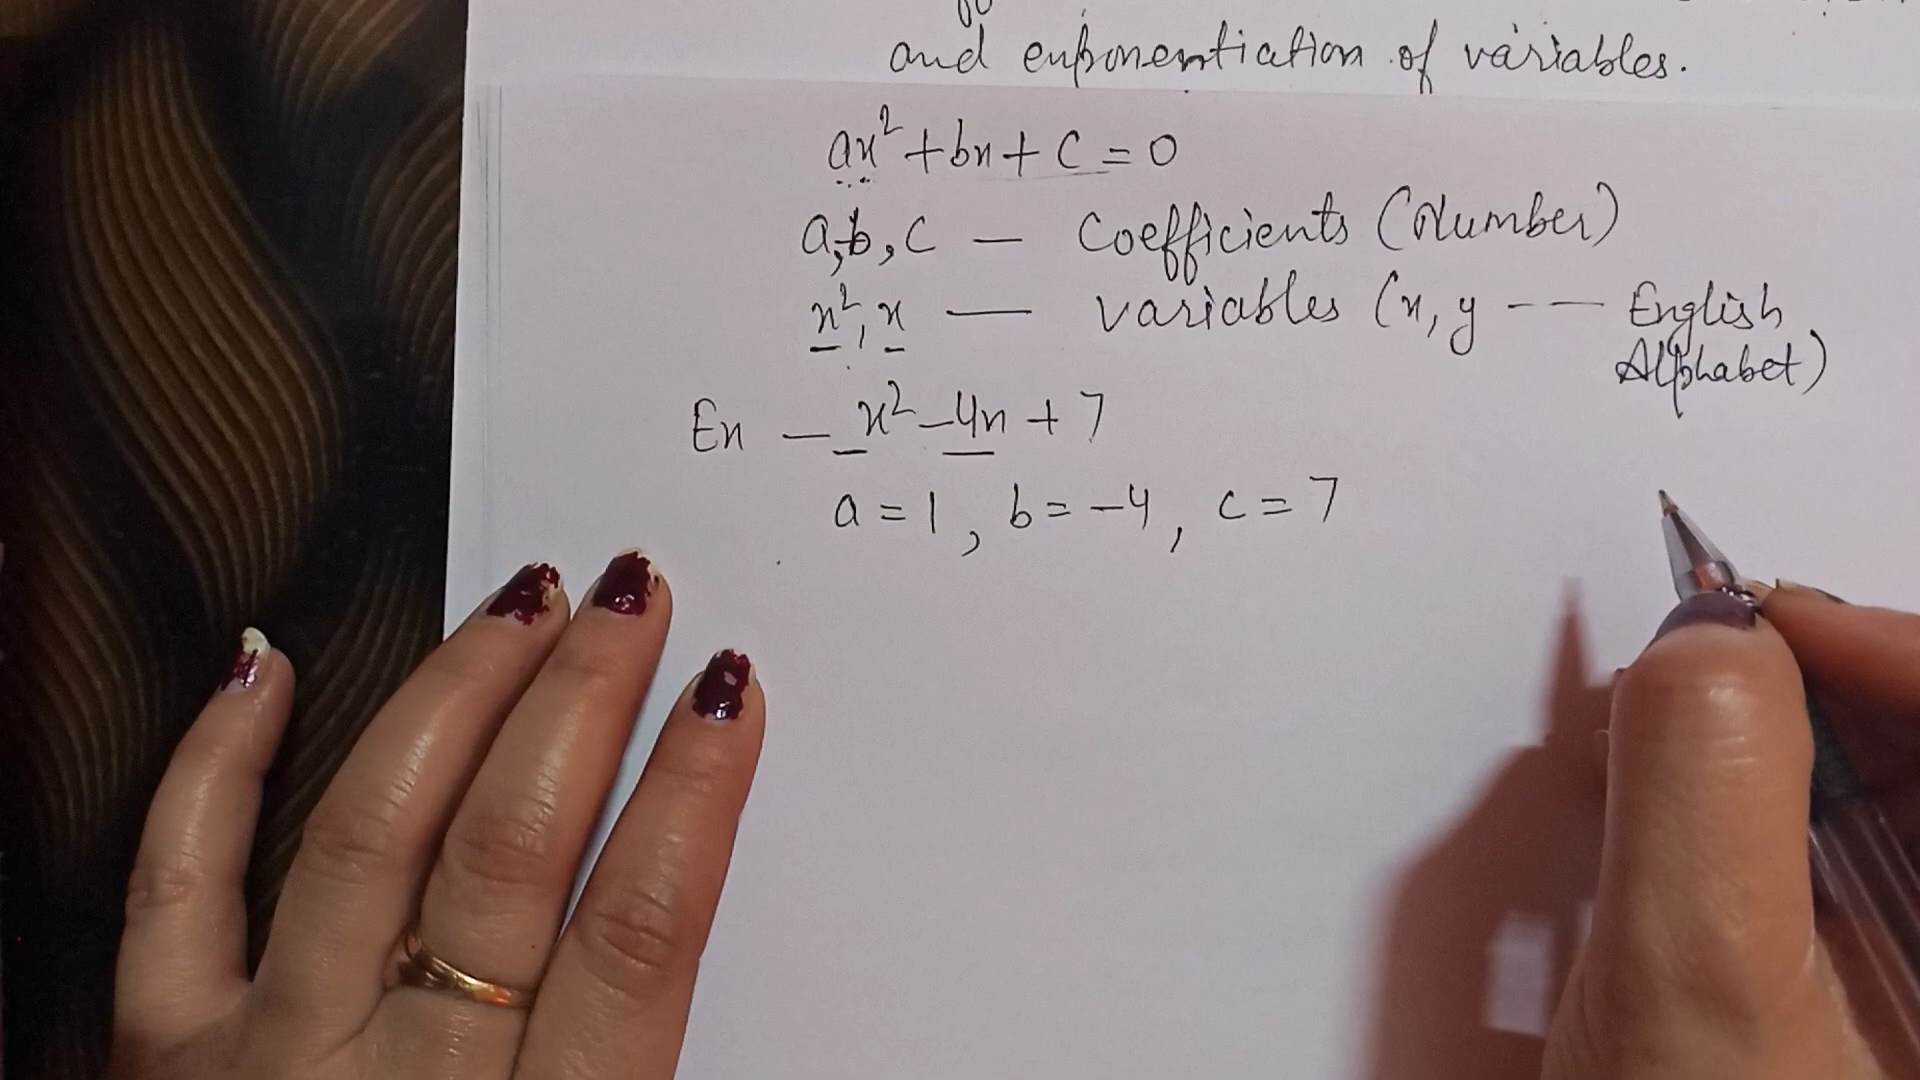 and exponentiation of variables.
ax² + bx + c = 0
a, b, c — Coefficients (Number)
x², x — variables (x, y --- English
Alphabet)
Ex — x² - 4x + 7
a = 1, b = -4, c = 7